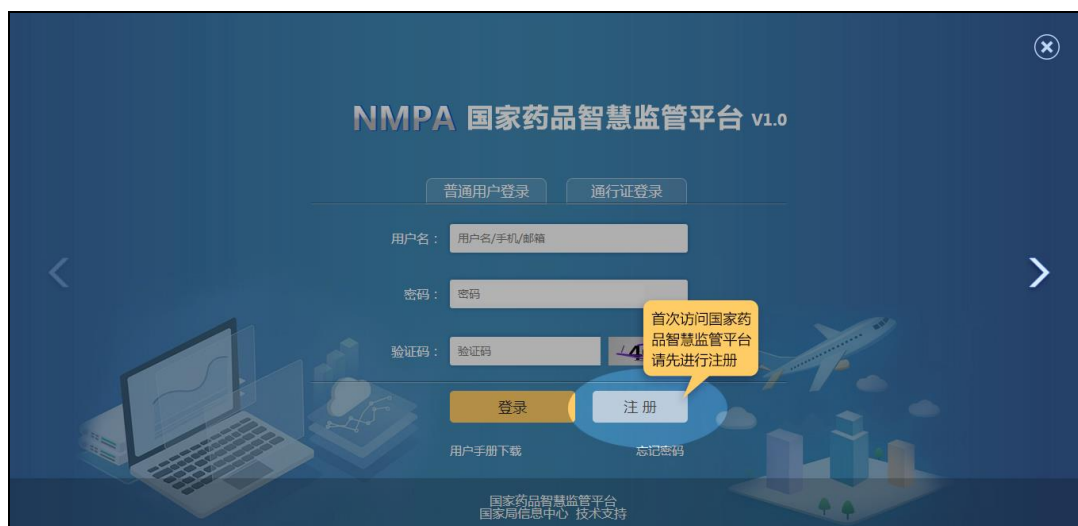 NMPA 国家药品智慧监管平台 V1.0
普通用户登录 通行证登录
用户名： 用户名/手机/邮箱
密码： 密码
首次访问国家药
品智慧监管平台
请先进行注册
验证码： 验证码
登录 注册
用户手册下载 忘记密码
国家药品智慧监管平台
国家局信息中心 技术支持